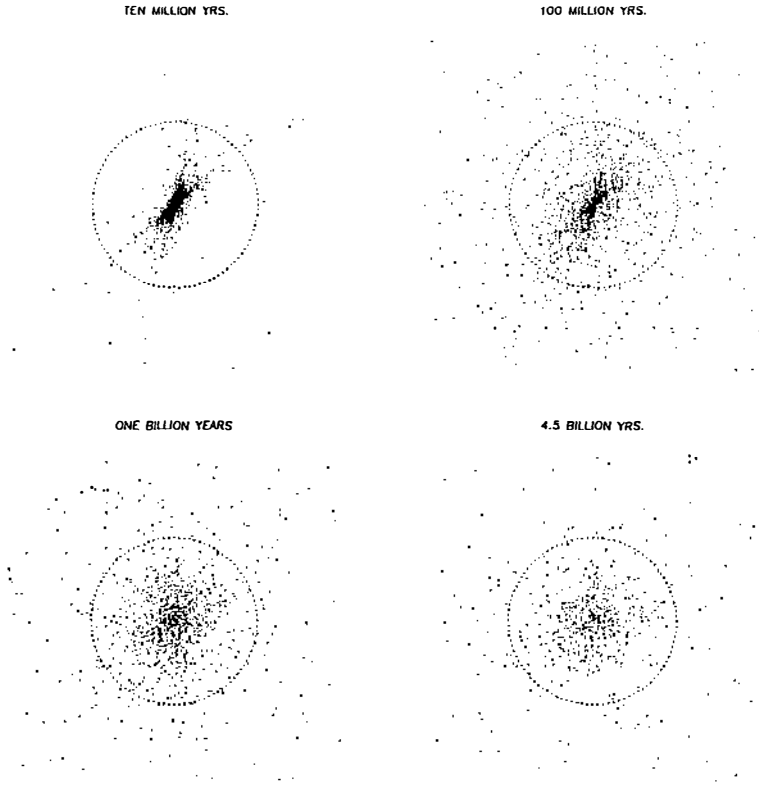 TEN MILLION YRS.
100 MILLION YRS.
ONE BILLION YEARS
4.5 BILLION YRS.